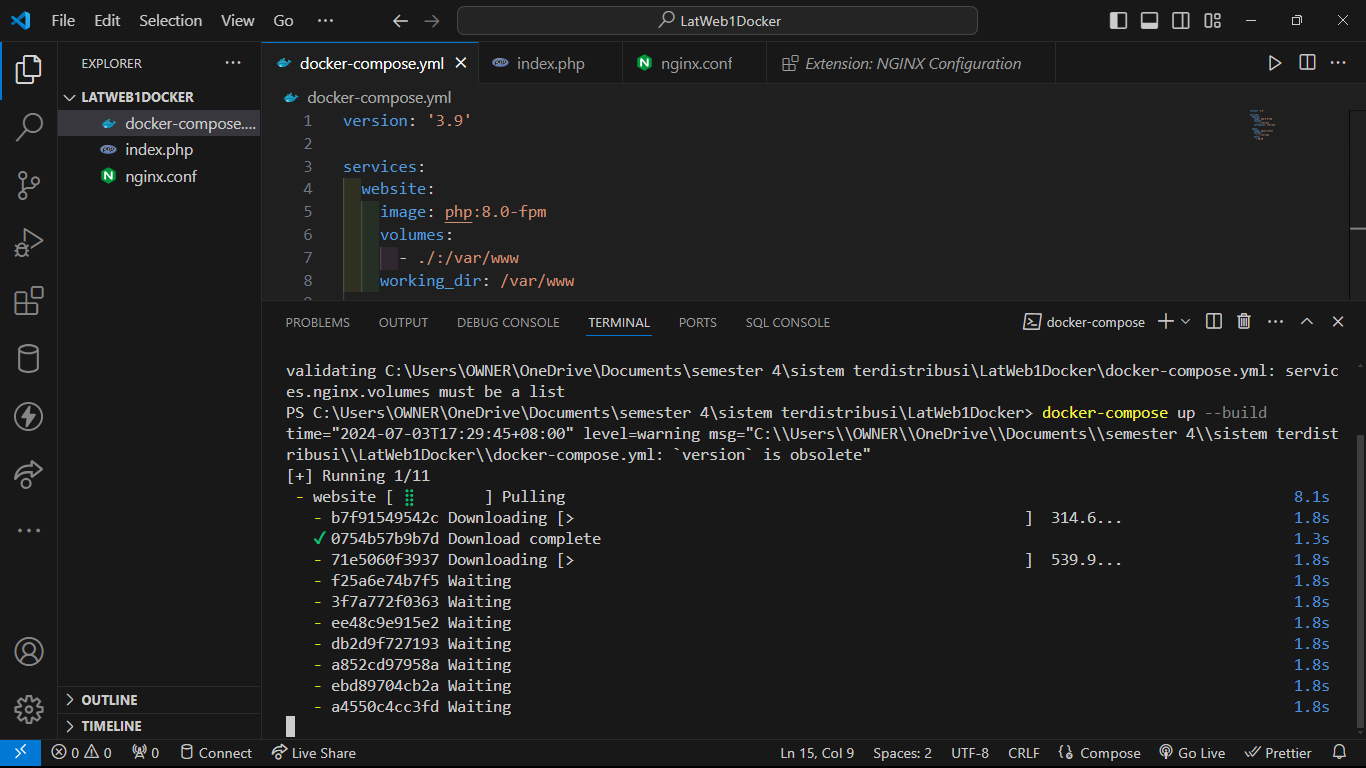 File Edit Selection View Go ··· LatWeb1Docker
EXPLORER ···
docker-compose.yml index.php nginx.conf Extension: NGINX Configuration
LATWEB1DOCKER
docker-compose....
index.php
nginx.conf
OUTLINE
TIMELINE
docker-compose.yml
1 version: '3.9'
2
3 services:
4 website:
5 image: php:8.0-fpm
6 volumes:
7 - ./:/var/www
8 working_dir: /var/www
PROBLEMS OUTPUT DEBUG CONSOLE TERMINAL PORTS SQL CONSOLE docker-compose
validating C:\Users\OWNER\OneDrive\Documents\semester 4\sistem terdistribusi\LatWeb1Docker\docker-compose.yml: servic
es.nginx.volumes must be a list
PS C:\Users\OWNER\OneDrive\Documents\semester 4\sistem terdistribusi\LatWeb1Docker> docker-compose up --build
time="2024-07-03T17:29:45+08:00" level=warning msg="C:\\Users\\OWNER\\OneDrive\\Documents\\semester 4\\sistem terdist
ribusi\\LatWeb1Docker\\docker-compose.yml: `version` is obsolete"
[+] Running 1/11
- website [ ⣿ ] Pulling 8.1s
- b7f91549542c Downloading [> ] 314.6... 1.8s
✓ 0754b57b9b7d Download complete 1.3s
- 71e5060f3937 Downloading [> ] 539.9... 1.8s
- f25a6e74b7f5 Waiting 1.8s
- 3f7a772f0363 Waiting 1.8s
- ee48c9e915e2 Waiting 1.8s
- db2d9f727193 Waiting 1.8s
- a852cd97958a Waiting 1.8s
- ebd89704cb2a Waiting 1.8s
- a4550c4cc3fd Waiting 1.8s
0 0 0 Connect Live Share Ln 15, Col 9 Spaces: 2 UTF-8 CRLF Compose Go Live Prettier